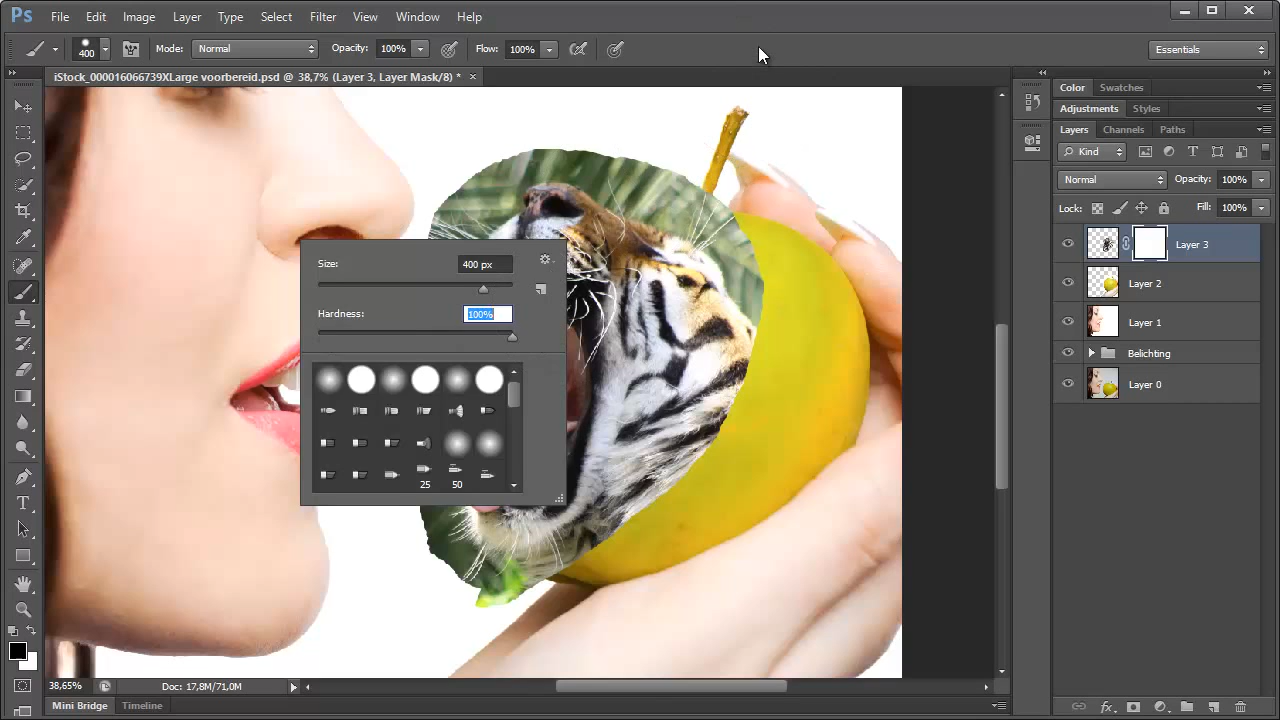 Ps File Edit Image Layer Type Select Filter View Window Help
400 Mode: Normal Opacity: 100% Flow: 100% Essentials
iStock_000016066739XLarge voorbereid.psd @ 38,7% (Layer 3, Layer Mask/8) * ×
Color Swatches
Adjustments Styles
Layers Channels Paths
Kind
Normal Opacity: 100%
Lock: Fill: 100%
Layer 3
Layer 2
Layer 1
Belichting
Layer 0
Size: 400 px
Hardness: 100%
25 50
38,65% Doc: 17,8M/71,0M
Mini Bridge Timeline